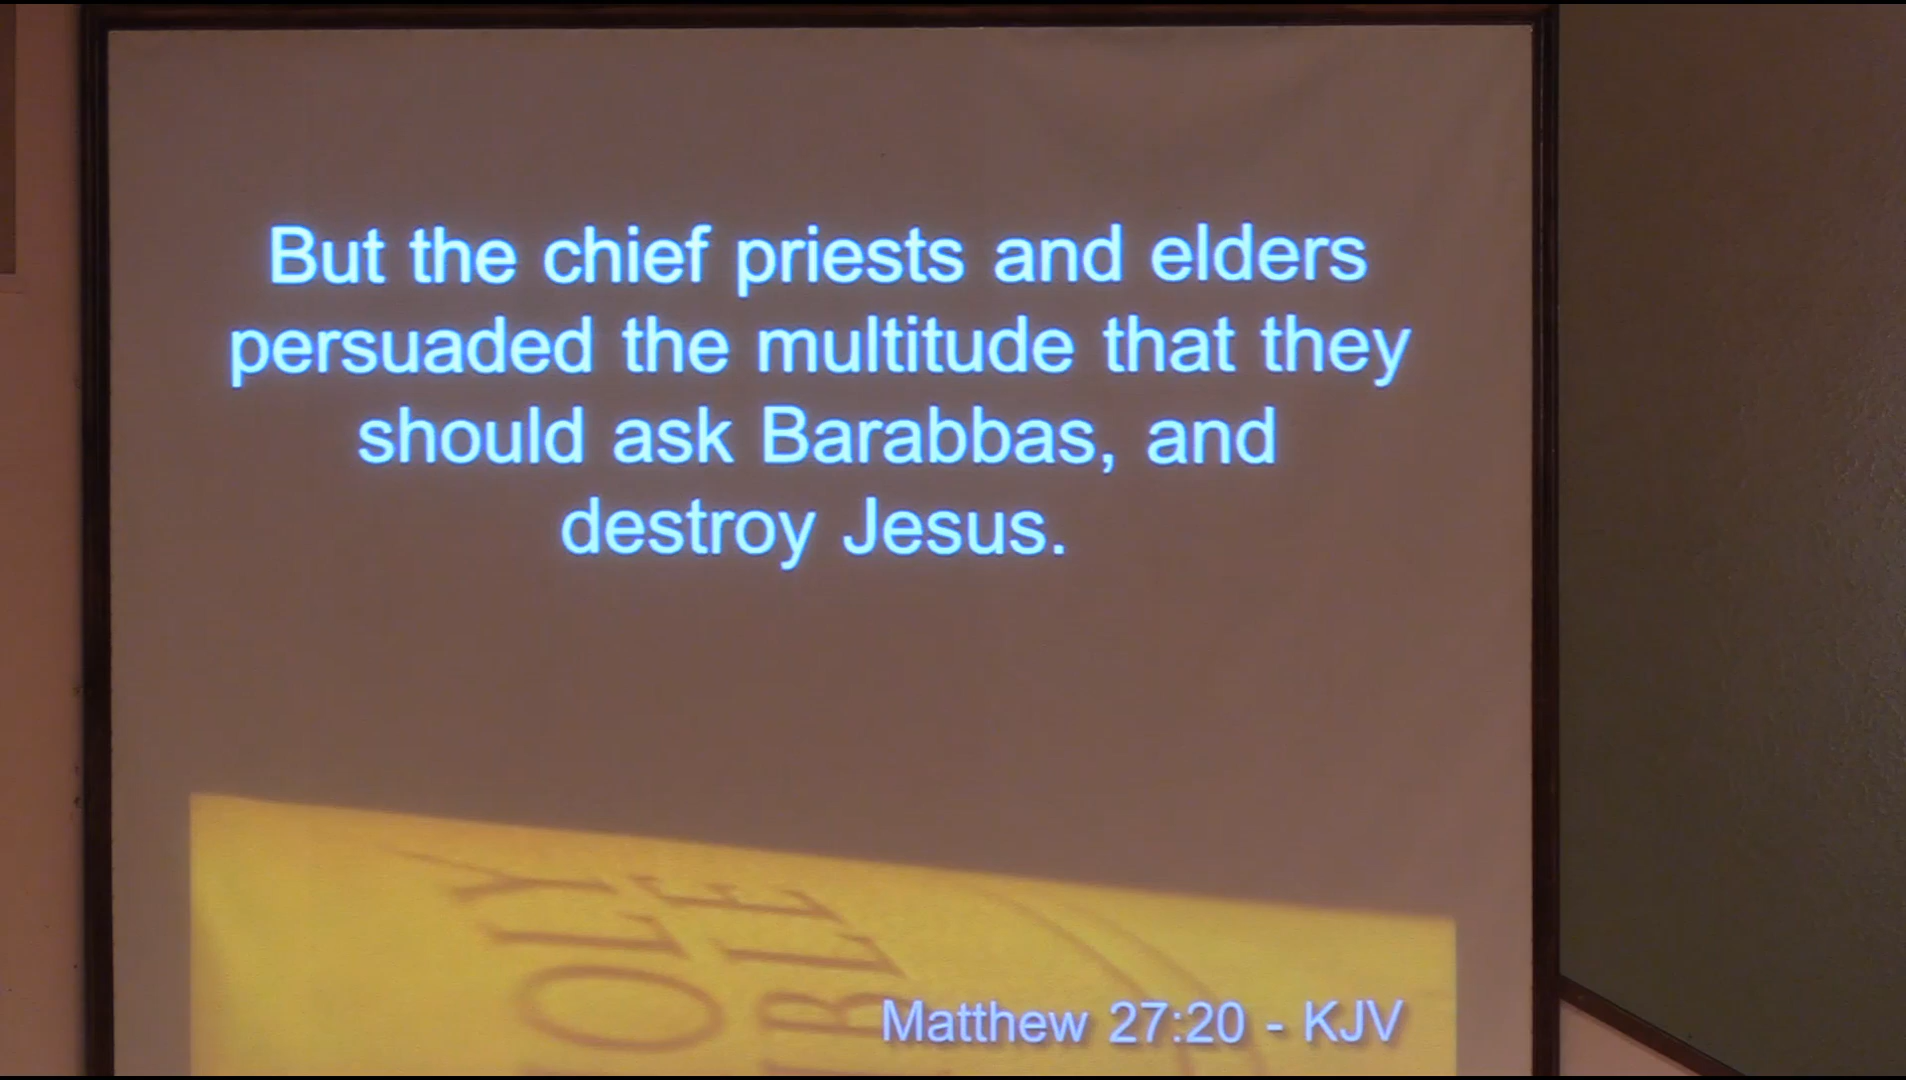 But the chief priests and elders
persuaded the multitude that they
should ask Barabbas, and
destroy Jesus.
HOLY
Matthew 27:20 - KJV